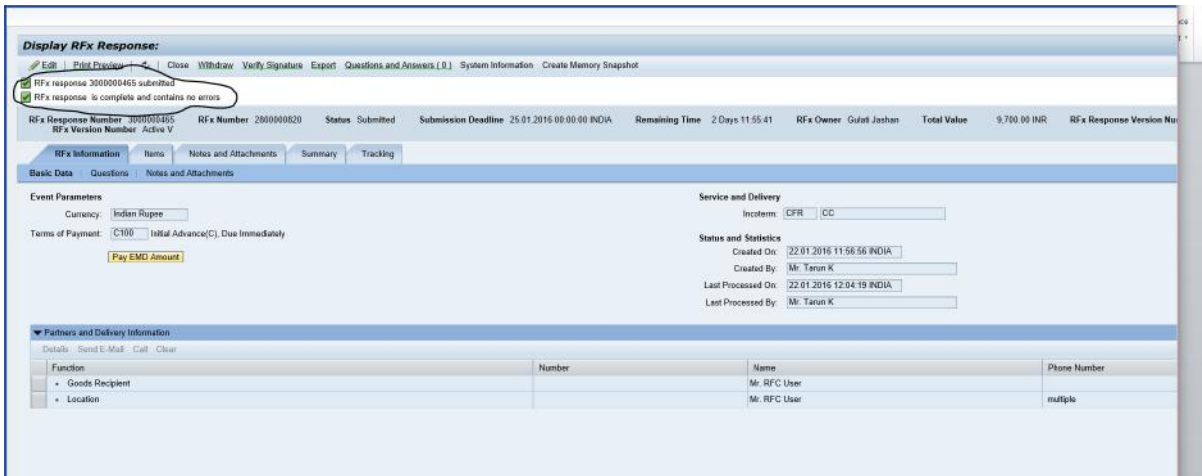 Display RFx Response:
Edit | Print Preview | Close Withdraw Verify Signature Export Questions and Answers ( 0 ) System Information Create Memory Snapshot
RFx response 3000000465 submitted
RFx response is complete and contains no errors
RFx Response Number 3000000465 RFx Number 2800000820 Status Submitted Submission Deadline 25.01.2016 00:00:00 INDIA Remaining Time 2 Days 11:55:41 RFx Owner Gulati Jashan Total Value 9,700.00 INR RFx Response Version Nu
RFx Version Number Active V
RFx Information Items Notes and Attachments Summary Tracking
Basic Data Questions Notes and Attachments
Event Parameters Service and Delivery
Currency: Indian Rupee Incoterm: CFR CC
Terms of Payment: C100 Initial Advance(C), Due Immediately
Status and Statistics
Pay EMD Amount Created On: 22.01.2016 11:56:56 INDIA
Created By: Mr. Tarun K
Last Processed On: 22.01.2016 12:04:19 INDIA
Last Processed By: Mr. Tarun K
Partners and Delivery Information
Details Send E-Mail Call Clear
Function Number Name Phone Number
Goods Recipient Mr. RFC User
Location Mr. RFC User multiple